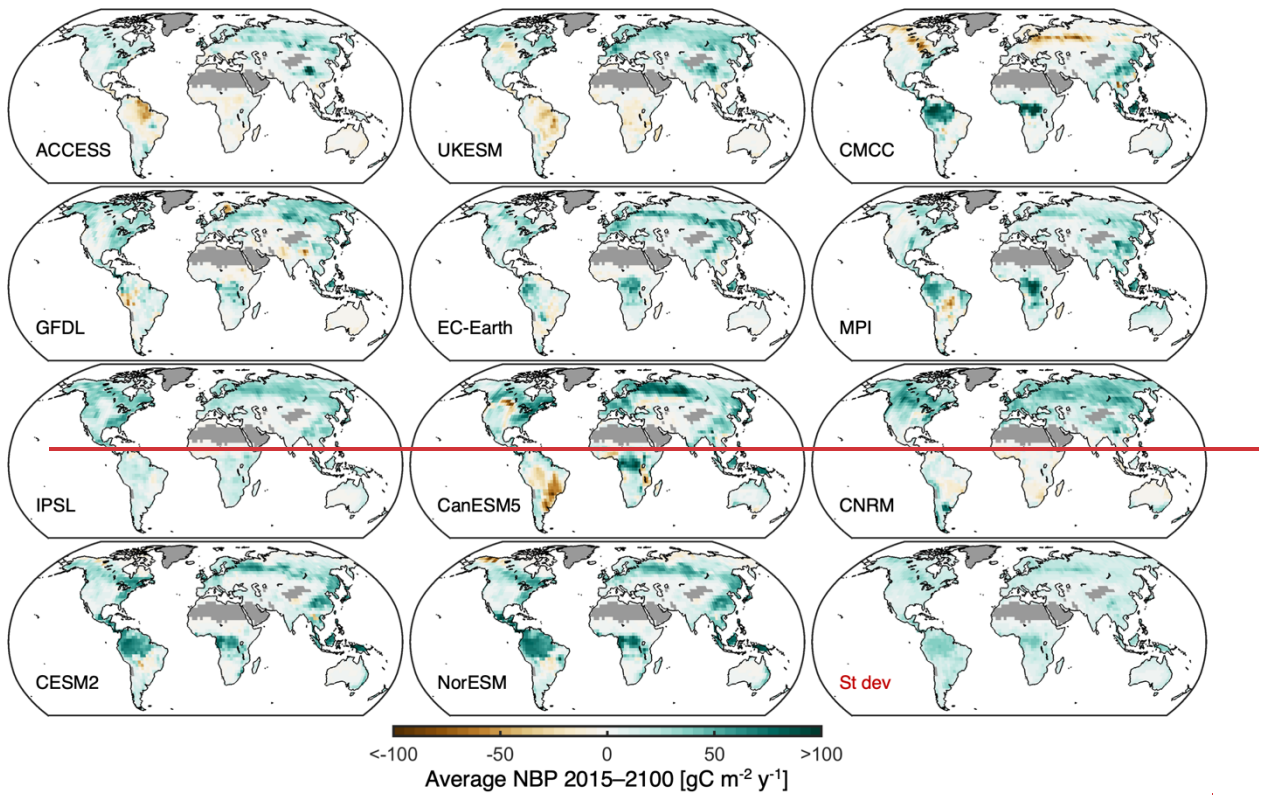 ACCESS
UKESM
CMCC
GFDL
EC-Earth
MPI
IPSL
CanESM5
CNRM
CESM2
NorESM
St dev
<-100 -50 0 50 >100
Average NBP 2015–2100 [gC m⁻² y⁻¹]